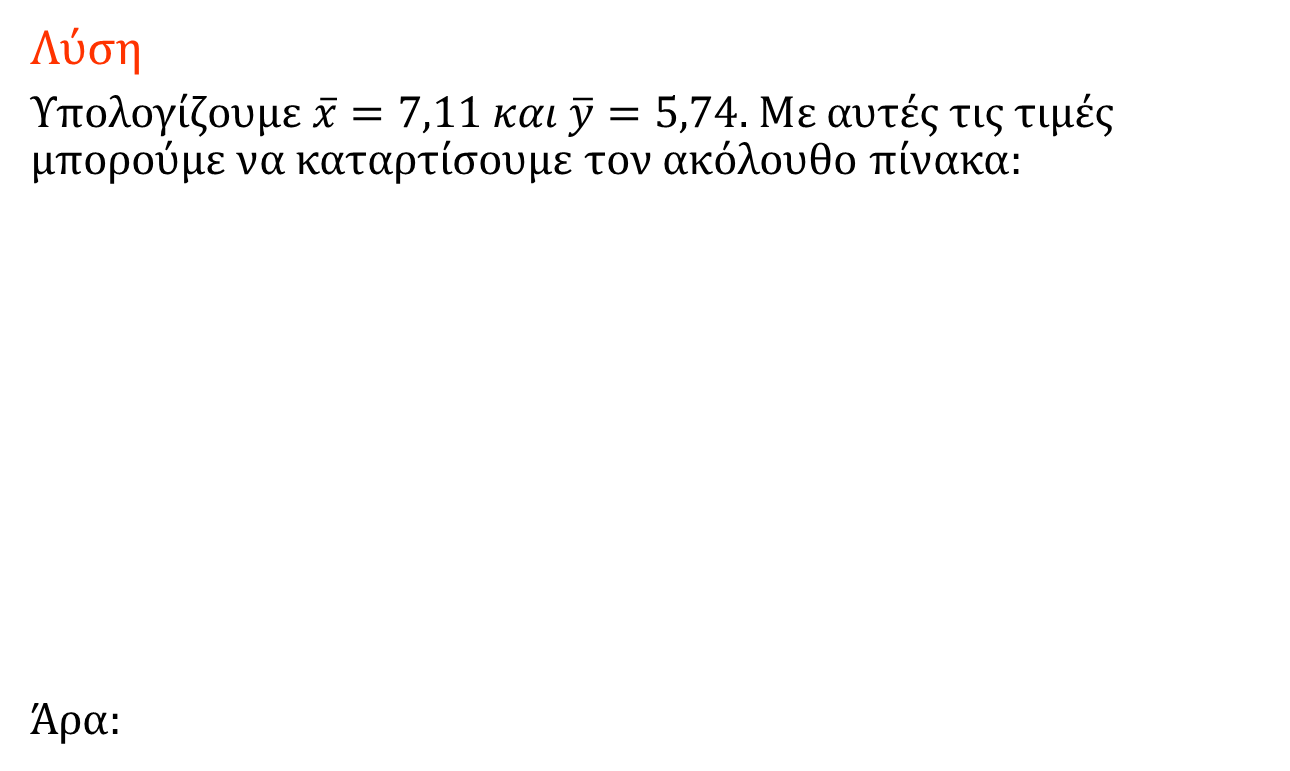 Λύση
Υπολογίζουμε x̄ = 7,11 και ȳ = 5,74. Με αυτές τις τιμές
μπορούμε να καταρτίσουμε τον ακόλουθο πίνακα:
Άρα: